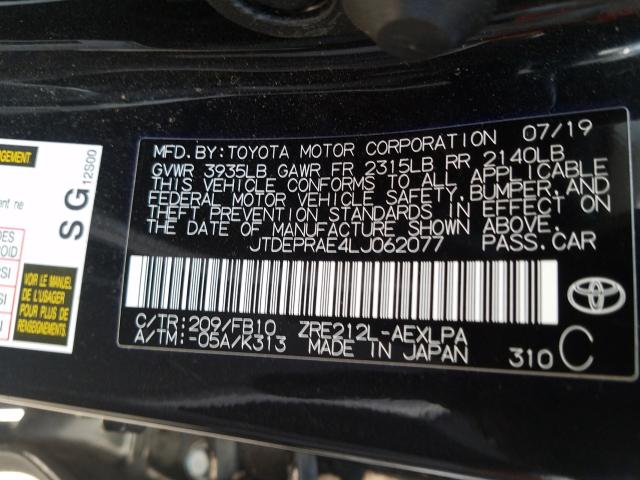 MFD.BY:TOYOTA MOTOR CORPORATION 07/19
GVWR 3935LB GAWR FR 2315LB RR 2140LB
THIS VEHICLE CONFORMS TO ALL APPLICABLE
FEDERAL MOTOR VEHICLE SAFETY,BUMPER,AND
THEFT PREVENTION STANDARDS IN EFFECT ON
THE DATE OF MANUFACTURE SHOWN ABOVE.
JTDEPRAE4LJ062077 PASS.CAR
C/TR:209/FB10 ZRE212L-AEXLPA
A/TM:-05A/K313 MADE IN JAPAN
310 C
SG
12S00
ent ne
VOIR LE MANUEL
DE L'USAGER
POUR PLUS DE
RENSEIGNEMENTS